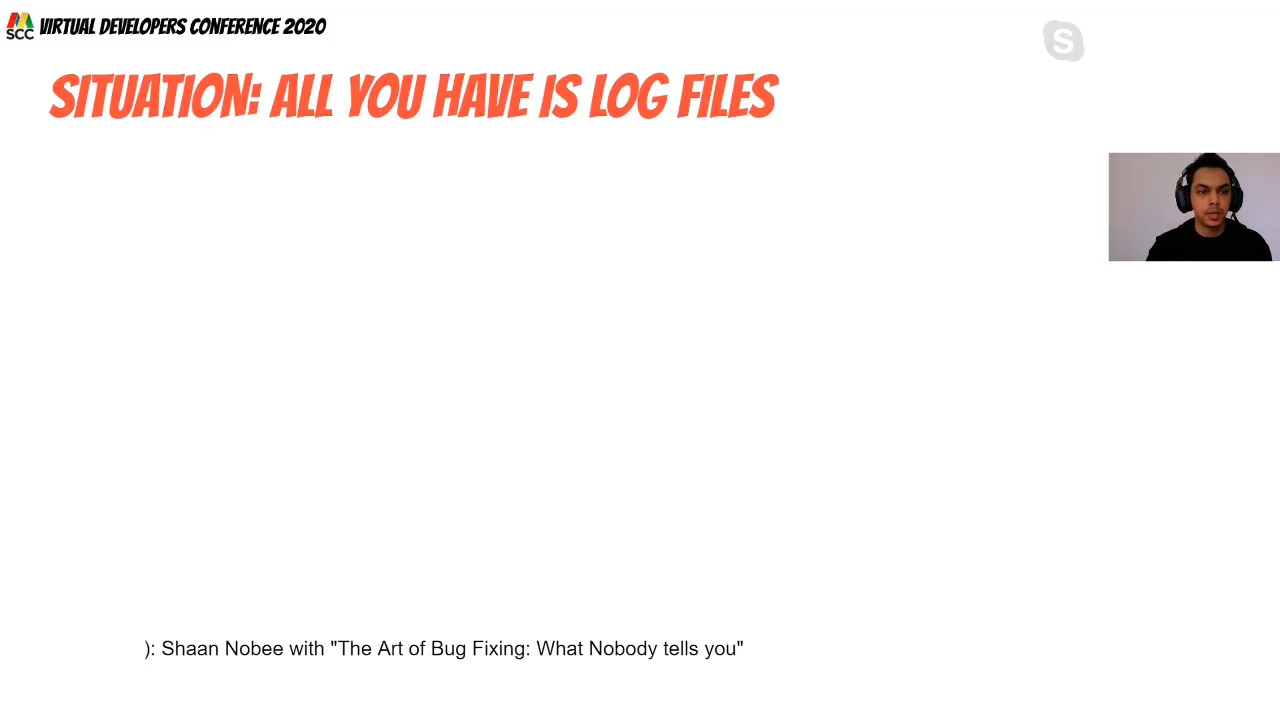 SCC VIRTUAL DEVELOPERS CONFERENCE 2020
S
SITUATION: ALL YOU HAVE IS LOG FILES
): Shaan Nobee with "The Art of Bug Fixing: What Nobody tells you"